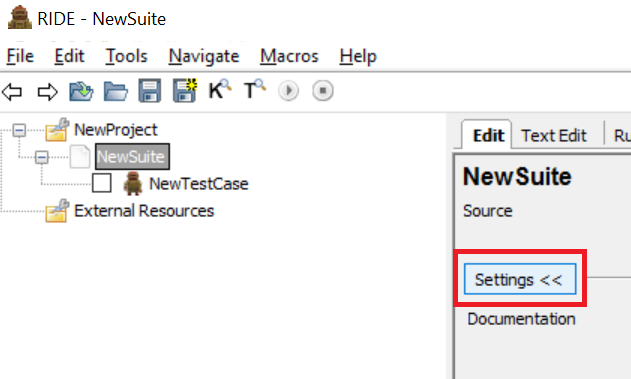 RIDE - NewSuite
File Edit Tools Navigate Macros Help
K T
NewProject
NewSuite
NewTestCase
External Resources
Edit Text Edit Ru
NewSuite
Source
Settings <<
Documentation